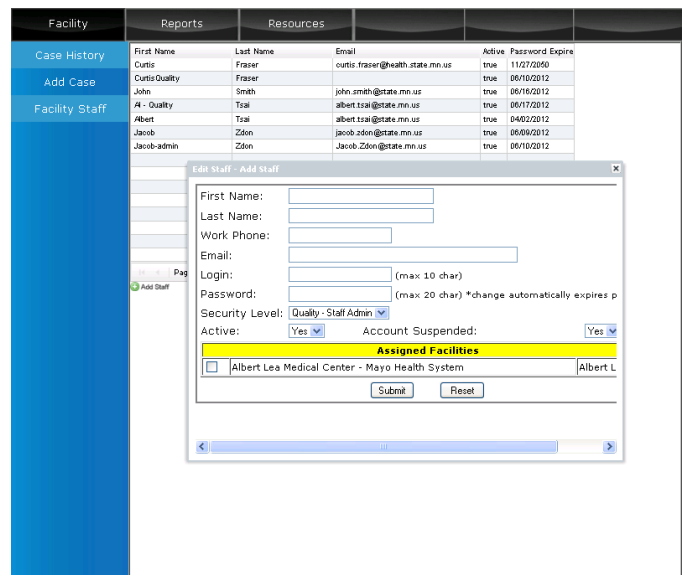 Facility Reports Resources
Case History
Add Case
Facility Staff
First Name Last Name Email Active Password Expire
Curtis Fraser curtis.fraser@health.state.mn.us true 11/27/2060
Curtis Quality Fraser true 06/10/2012
John Smith john.smith@state.mn.us true 06/16/2012
Al - Quality Tsai albert.tsai@state.mn.us true 06/17/2012
Albert Tsai albert.tsai@state.mn.us true 04/02/2012
Jacob Zdon jacob.zdon@state.mn.us true 06/09/2012
Jacob-admin Zdon Jacob.Zdon@state.mn.us true 06/10/2012
Pag
Add Staff
Edit Staff - Add Staff
First Name:
Last Name:
Work Phone:
Email:
Login: (max 10 char)
Password: (max 20 char) *change automatically expires p
Security Level: Quality - Staff Admin
Active: Yes Account Suspended: Yes
Assigned Facilities
Albert Lea Medical Center - Mayo Health System Albert L
Submit Reset